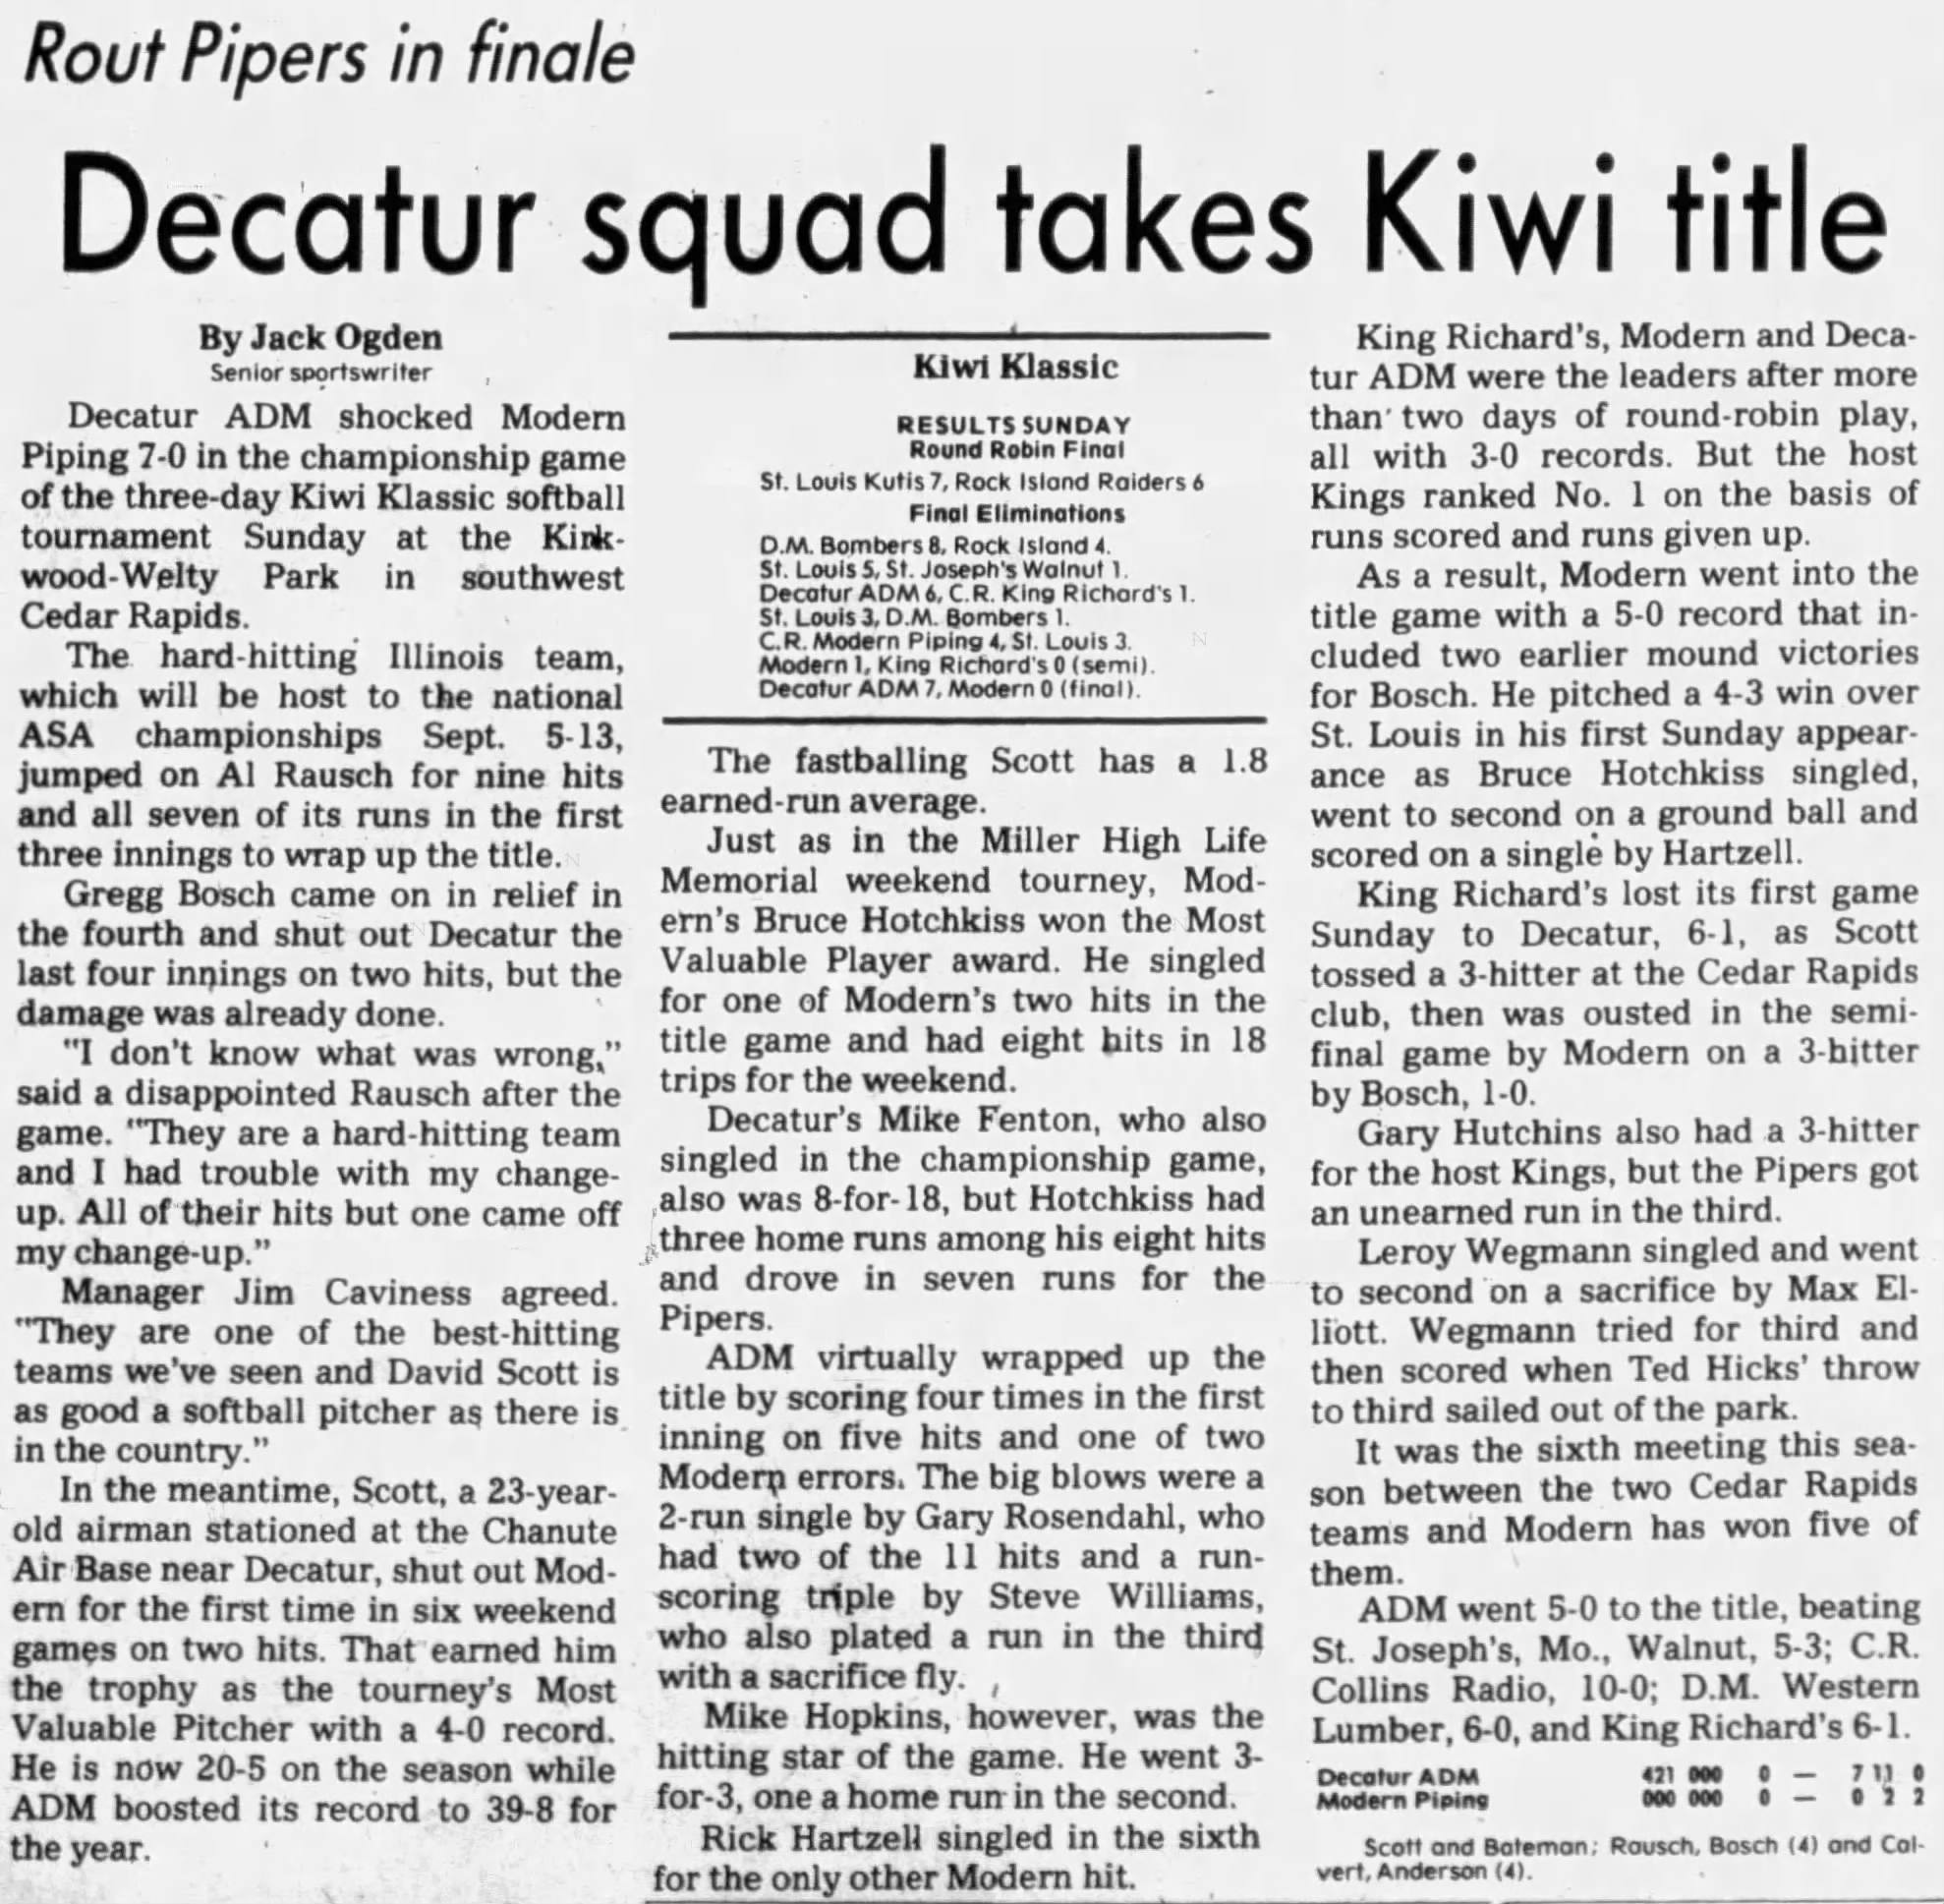 Rout Pipers in finale
Decatur squad takes Kiwi title
By Jack Ogden
Senior sportswriter
Decatur ADM shocked Modern
Piping 7-0 in the championship game
of the three-day Kiwi Klassic softball
tournament Sunday at the Kirk-
wood-Welty Park in southwest
Cedar Rapids.
The hard-hitting Illinois team,
which will be host to the national
ASA championships Sept. 5-13,
jumped on Al Rausch for nine hits
and all seven of its runs in the first
three innings to wrap up the title.
Gregg Bosch came on in relief in
the fourth and shut out Decatur the
last four innings on two hits, but the
damage was already done.
"I don't know what was wrong,"
said a disappointed Rausch after the
game. "They are a hard-hitting team
and I had trouble with my change-
up. All of their hits but one came off
my change-up."
Manager Jim Caviness agreed.
"They are one of the best-hitting
teams we've seen and David Scott is
as good a softball pitcher as there is
in the country."
In the meantime, Scott, a 23-year-
old airman stationed at the Chanute
Air Base near Decatur, shut out Mod-
ern for the first time in six weekend
games on two hits. That earned him
the trophy as the tourney's Most
Valuable Pitcher with a 4-0 record.
He is now 20-5 on the season while
ADM boosted its record to 39-8 for
the year.
Kiwi Klassic
RESULTS SUNDAY
Round Robin Final
St. Louis Kutis 7, Rock Island Raiders 6
Final Eliminations
D.M. Bombers 8, Rock Island 4.
St. Louis 5, St. Joseph's Walnut 1.
Decatur ADM 6, C.R. King Richard's 1.
St. Louis 3, D.M. Bombers 1.
C.R. Modern Piping 4, St. Louis 3.
Modern 1, King Richard's 0 (semi).
Decatur ADM 7, Modern 0 (final).
The fastballing Scott has a 1.8
earned-run average.
Just as in the Miller High Life
Memorial weekend tourney, Mod-
ern's Bruce Hotchkiss won the Most
Valuable Player award. He singled
for one of Modern's two hits in the
title game and had eight hits in 18
trips for the weekend.
Decatur's Mike Fenton, who also
singled in the championship game,
also was 8-for-18, but Hotchkiss had
three home runs among his eight hits
and drove in seven runs for the
Pipers.
ADM virtually wrapped up the
title by scoring four times in the first
inning on five hits and one of two
Modern errors. The big blows were a
2-run single by Gary Rosendahl, who
had two of the 11 hits and a run-
scoring triple by Steve Williams,
who also plated a run in the third
with a sacrifice fly.
Mike Hopkins, however, was the
hitting star of the game. He went 3-
for-3, one a home run in the second.
Rick Hartzell singled in the sixth
for the only other Modern hit.
King Richard's, Modern and Deca-
tur ADM were the leaders after more
than two days of round-robin play,
all with 3-0 records. But the host
Kings ranked No. 1 on the basis of
runs scored and runs given up.
As a result, Modern went into the
title game with a 5-0 record that in-
cluded two earlier mound victories
for Bosch. He pitched a 4-3 win over
St. Louis in his first Sunday appear-
ance as Bruce Hotchkiss singled,
went to second on a ground ball and
scored on a single by Hartzell.
King Richard's lost its first game
Sunday to Decatur, 6-1, as Scott
tossed a 3-hitter at the Cedar Rapids
club, then was ousted in the semi-
final game by Modern on a 3-hitter
by Bosch, 1-0.
Gary Hutchins also had a 3-hitter
for the host Kings, but the Pipers got
an unearned run in the third.
Leroy Wegmann singled and went
to second on a sacrifice by Max El-
liott. Wegmann tried for third and
then scored when Ted Hicks' throw
to third sailed out of the park.
It was the sixth meeting this sea-
son between the two Cedar Rapids
teams and Modern has won five of
them.
ADM went 5-0 to the title, beating
St. Joseph's, Mo., Walnut, 5-3; C.R.
Collins Radio, 10-0; D.M. Western
Lumber, 6-0, and King Richard's 6-1.
Decatur ADM 421 000 0 — 7 11 0
Modern Piping 000 000 0 — 0 2 2
Scott and Bateman; Rausch, Bosch (4) and Cal-
vert, Anderson (4).